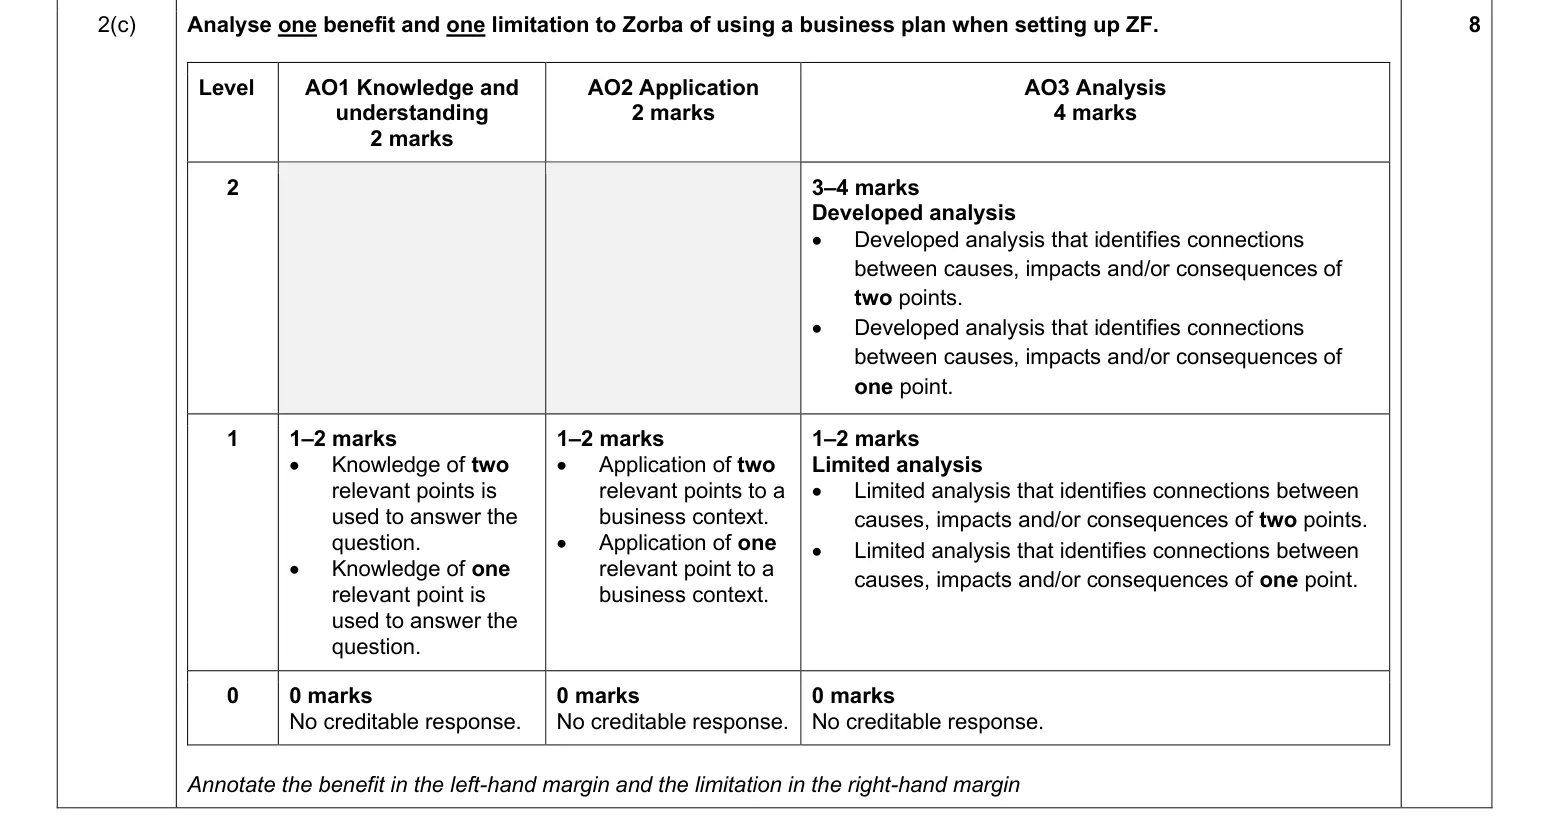 2(c) Analyse one benefit and one limitation to Zorba of using a business plan when setting up ZF. 8
Level AO1 Knowledge and understanding 2 marks AO2 Application 2 marks AO3 Analysis 4 marks
2
3–4 marks
Developed analysis
• Developed analysis that identifies connections
between causes, impacts and/or consequences of
two points.
• Developed analysis that identifies connections
between causes, impacts and/or consequences of
one point.
1
1–2 marks
• Knowledge of two
relevant points is
used to answer the
question.
• Knowledge of one
relevant point is
used to answer the
question.
1–2 marks
• Application of two
relevant points to a
business context.
• Application of one
relevant point to a
business context.
1–2 marks
Limited analysis
• Limited analysis that identifies connections between
causes, impacts and/or consequences of two points.
• Limited analysis that identifies connections between
causes, impacts and/or consequences of one point.
0
0 marks
No creditable response.
0 marks
No creditable response.
0 marks
No creditable response.
Annotate the benefit in the left-hand margin and the limitation in the right-hand margin